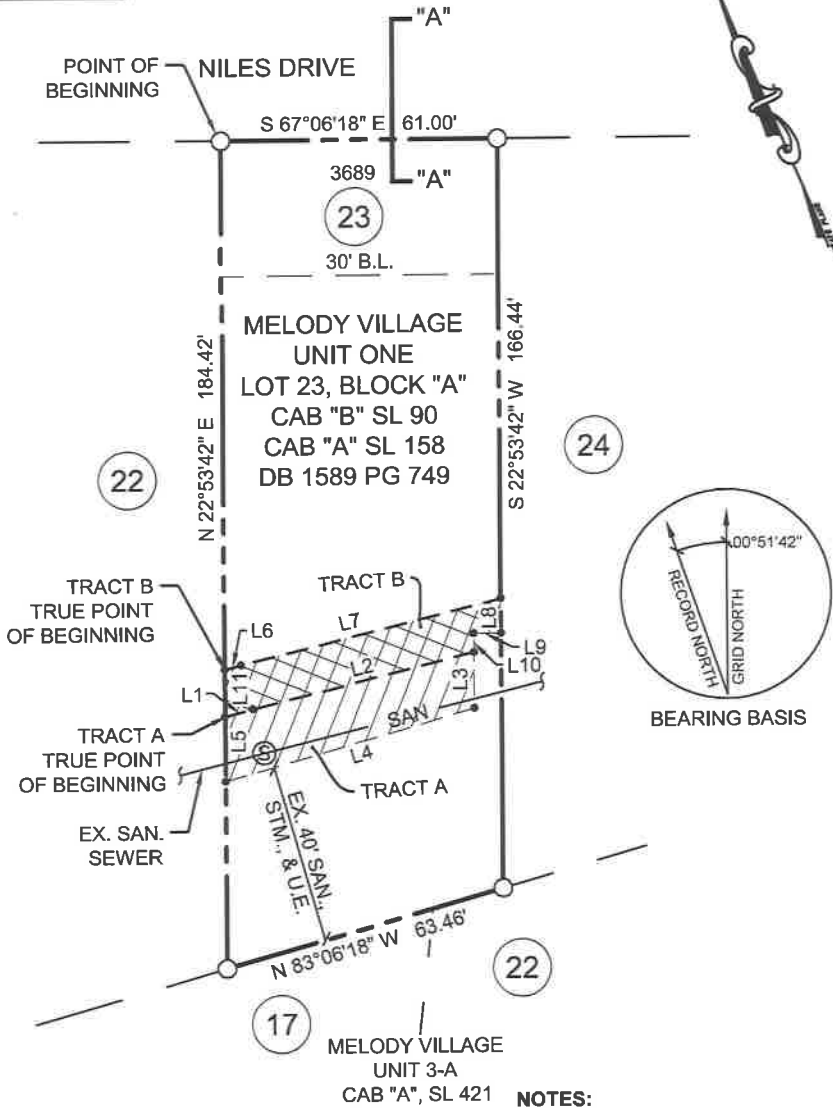 "A"
POINT OF
BEGINNING
NILES DRIVE
S 67°06'18" E 61.00'
3689
"A"
23
30' B.L.
MELODY VILLAGE
UNIT ONE
LOT 23, BLOCK "A"
CAB "B" SL 90
CAB "A" SL 158
DB 1589 PG 749
N 22°53'42" E 184.42'
S 22°53'42" W 166.44'
22
24
00°51'42"
RECORD NORTH
GRID NORTH
BEARING BASIS
TRACT B
TRUE POINT
OF BEGINNING
TRACT B
L6
L7
L8
L9
L10
L11
L2
L1
L3
L5
SAN
L4
S
TRACT A
TRUE POINT
OF BEGINNING
TRACT A
EX. SAN.
SEWER
EX. 40' SAN.,
STM., & U.E.
N 83°06'18" W 63.46'
22
17
MELODY VILLAGE
UNIT 3-A
CAB "A", SL 421
NOTES: